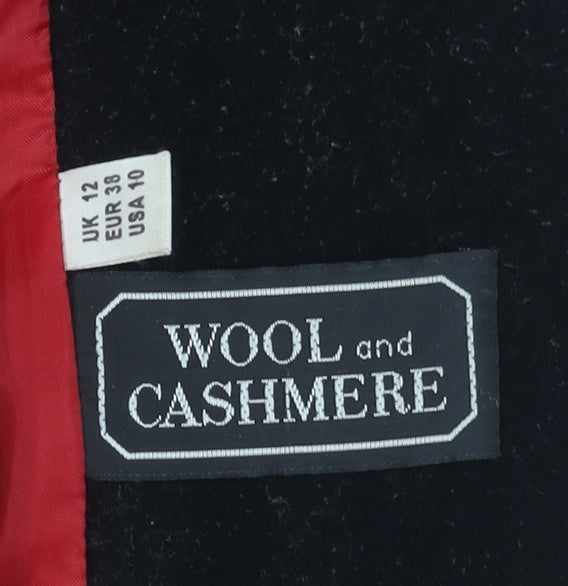 UK 12
EUR 38
USA 10
WOOL and
CASHMERE